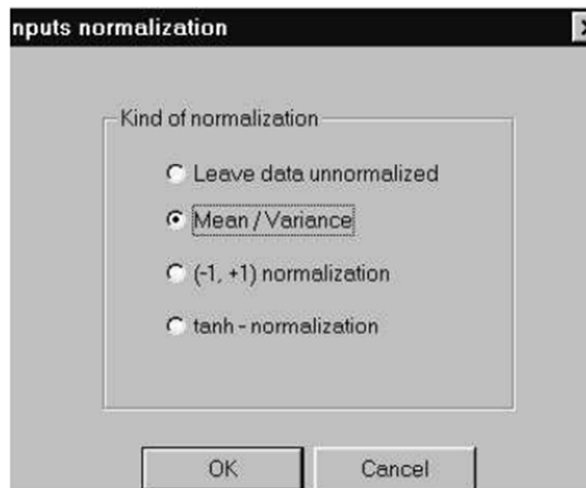 nputs normalization
Kind of normalization
Leave data unnormalized
Mean / Variance
(-1, +1) normalization
tanh - normalization
OK Cancel